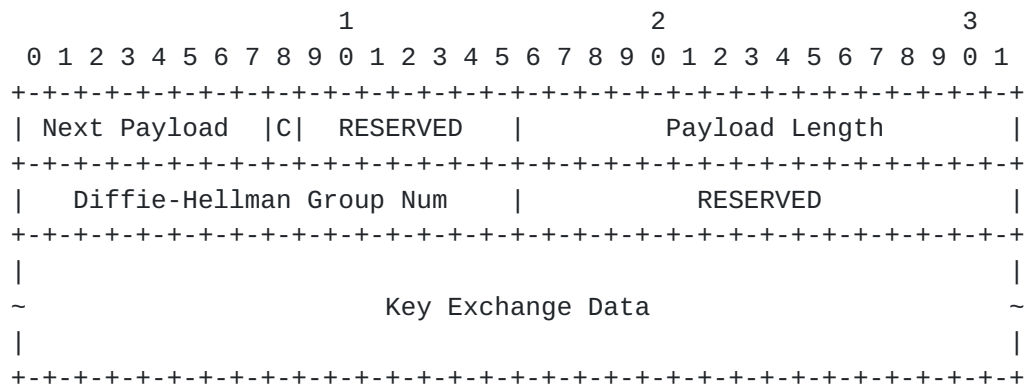 1                   2                   3
 0 1 2 3 4 5 6 7 8 9 0 1 2 3 4 5 6 7 8 9 0 1 2 3 4 5 6 7 8 9 0 1
+-+-+-+-+-+-+-+-+-+-+-+-+-+-+-+-+-+-+-+-+-+-+-+-+-+-+-+-+-+-+-+-+
| Next Payload  |C|  RESERVED   |         Payload Length        |
+-+-+-+-+-+-+-+-+-+-+-+-+-+-+-+-+-+-+-+-+-+-+-+-+-+-+-+-+-+-+-+-+
|   Diffie-Hellman Group Num    |           RESERVED            |
+-+-+-+-+-+-+-+-+-+-+-+-+-+-+-+-+-+-+-+-+-+-+-+-+-+-+-+-+-+-+-+-+
|                                                               |
~                       Key Exchange Data                       ~
|                                                               |
+-+-+-+-+-+-+-+-+-+-+-+-+-+-+-+-+-+-+-+-+-+-+-+-+-+-+-+-+-+-+-+-+